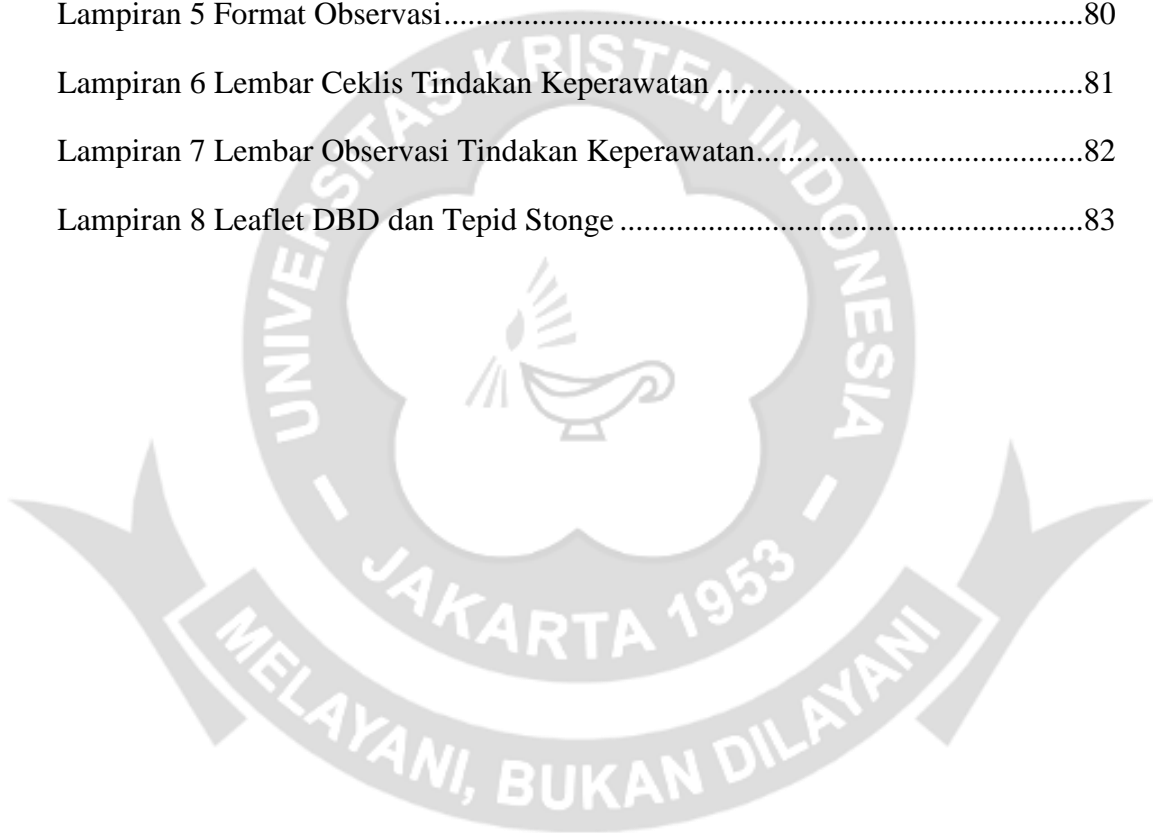 Lampiran 5 Format Observasi...............................................................................80
Lampiran 6 Lembar Ceklis Tindakan Keperawatan..............................................81
Lampiran 7 Lembar Observasi Tindakan Keperawatan.........................................82
Lampiran 8 Leaflet DBD dan Tepid Stonge..........................................................83
UNIVERSITAS KRISTEN INDONESIA
- JAKARTA 1953 -
MELAYANI, BUKAN DILAYANI